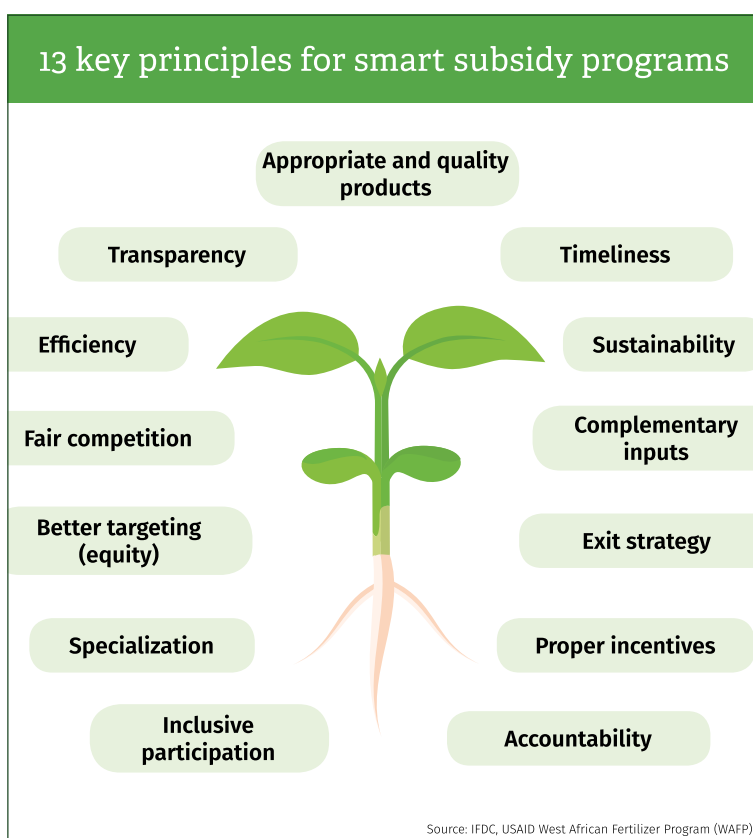 13 key principles for smart subsidy programs
Appropriate and quality
products
Transparency
Timeliness
Efficiency
Sustainability
Fair competition
Complementary
inputs
Better targeting
(equity)
Exit strategy
Specialization
Proper incentives
Inclusive
participation
Accountability
Source: IFDC, USAID West African Fertilizer Program (WAFP)